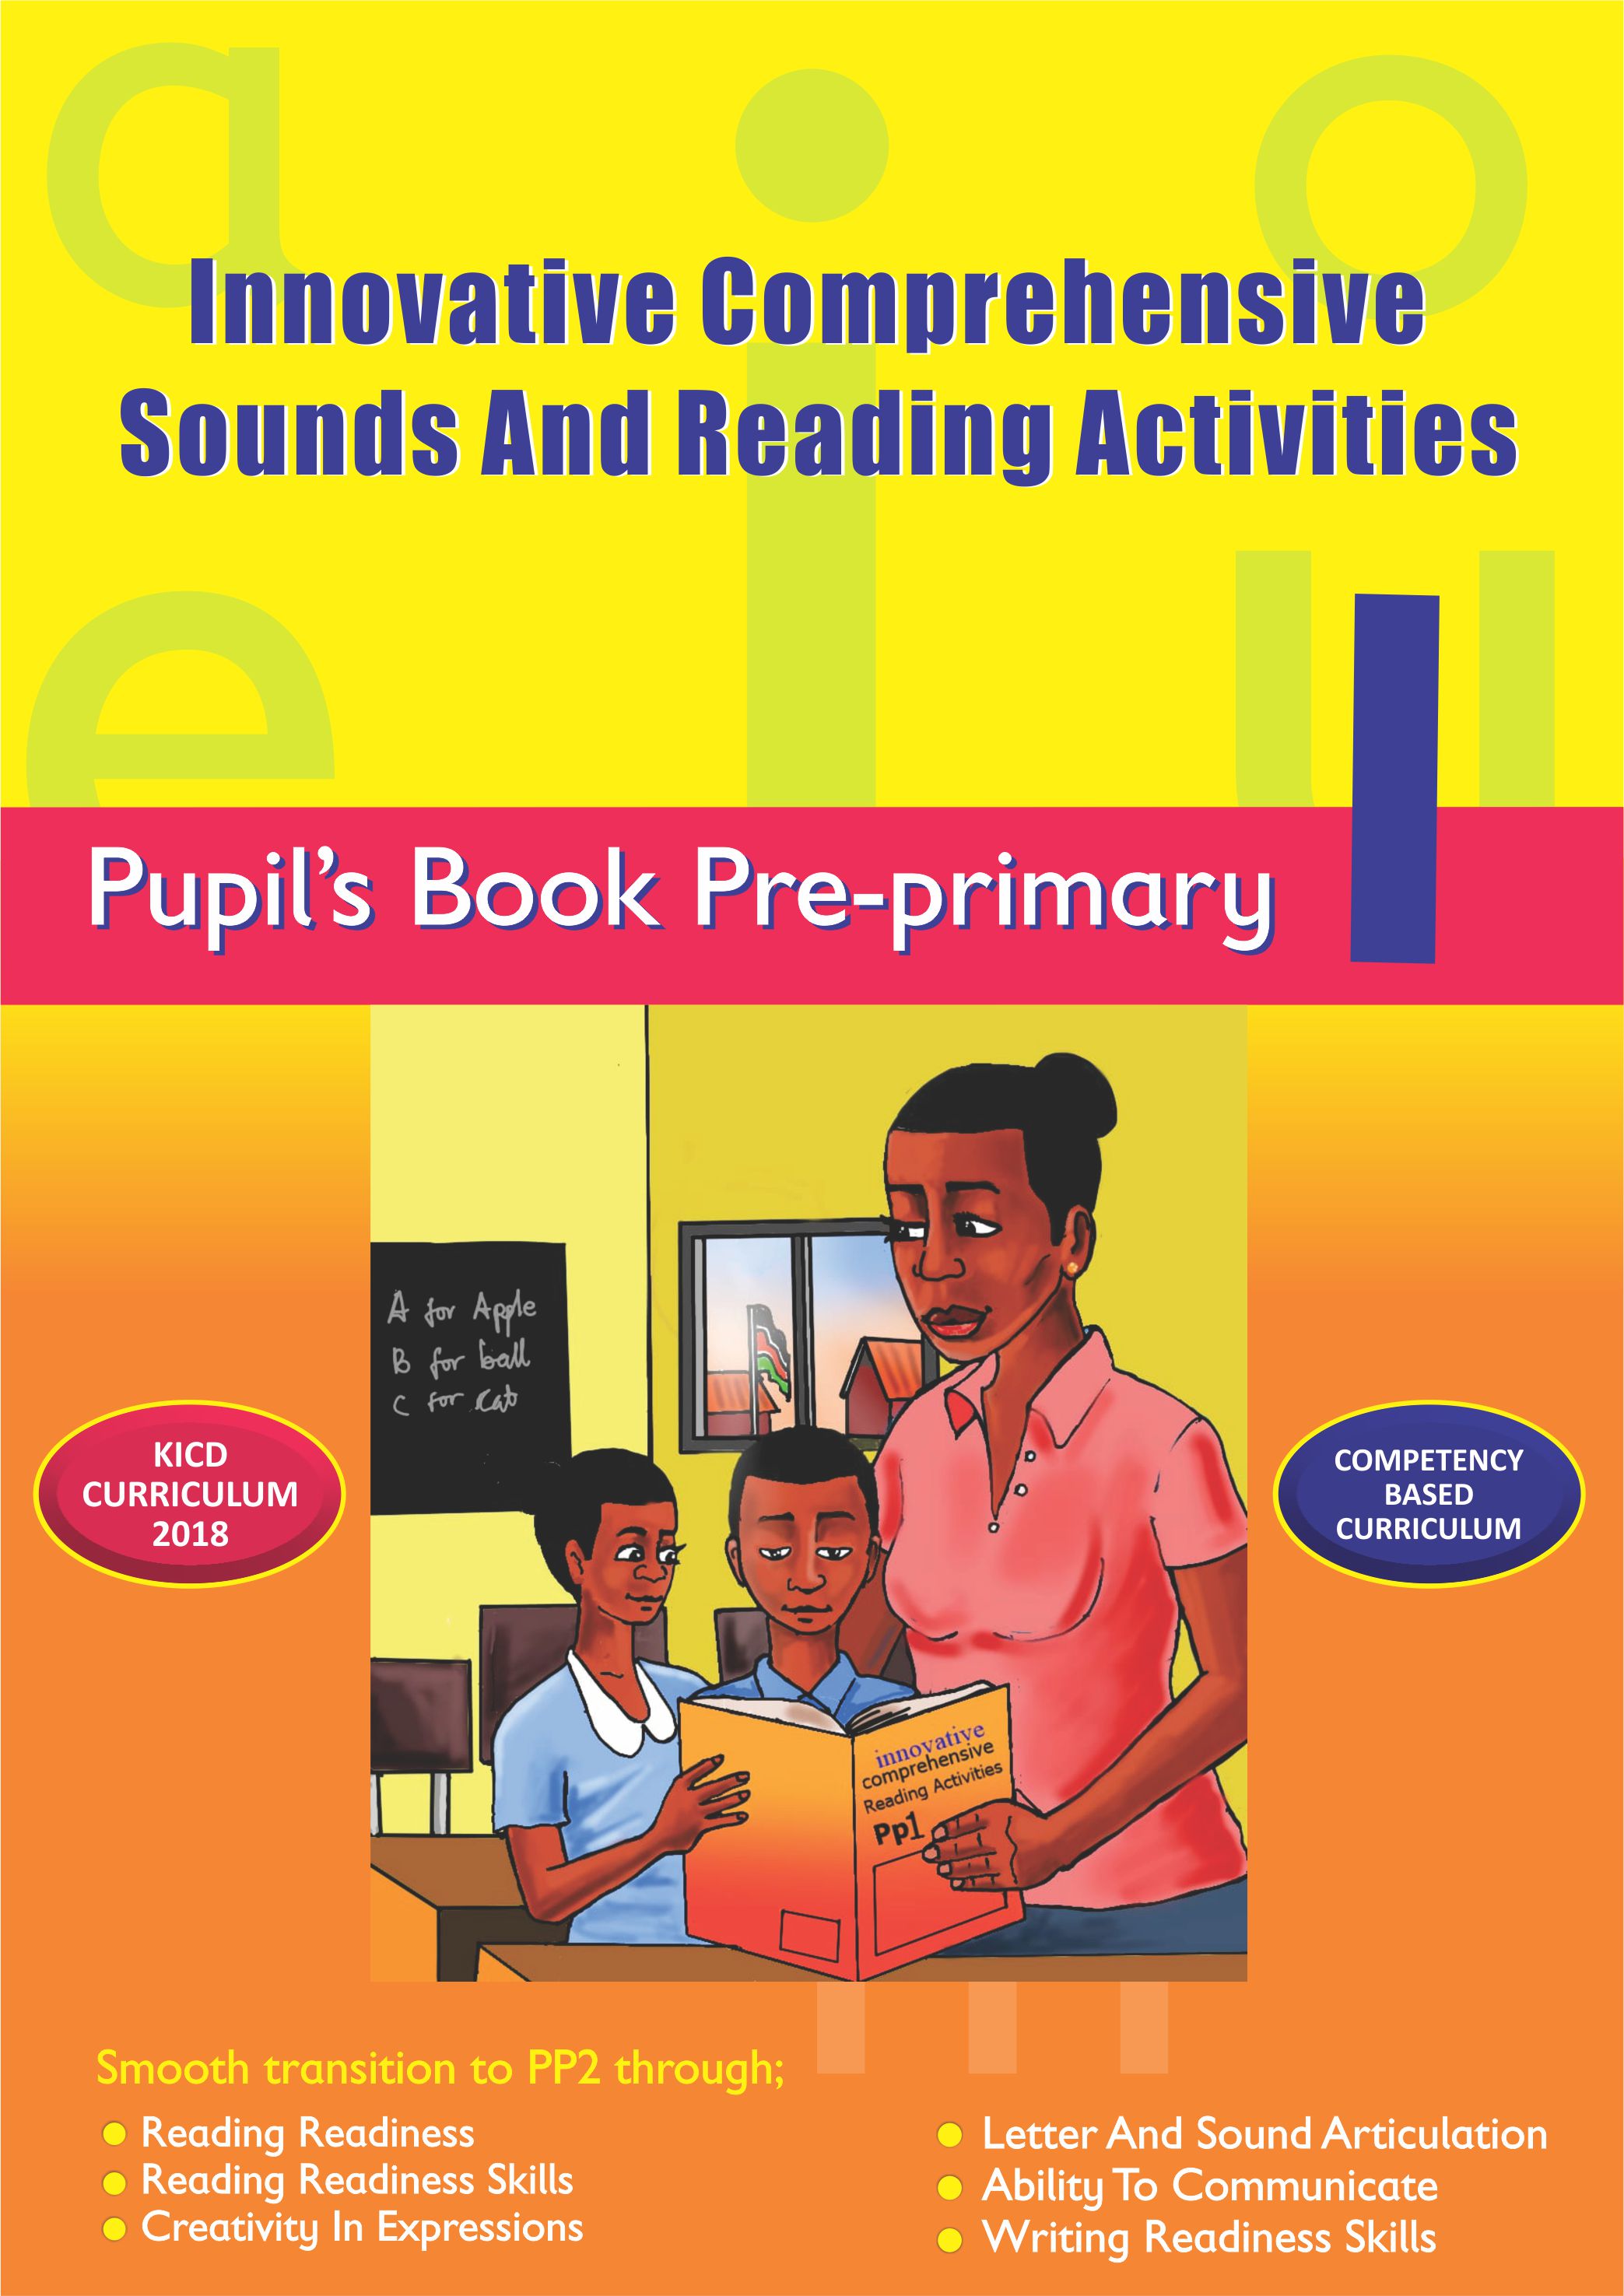 a i o
Innovative Comprehensive
Sounds And Reading Activities
e u
Pupil's Book Pre-primary 1
A for Apple
B for ball
C for cat
KICD
CURRICULUM
2018
COMPETENCY
BASED
CURRICULUM
innovative
comprehensive
Reading Activities
Pp1
Smooth transition to PP2 through;
Reading Readiness
Reading Readiness Skills
Creativity In Expressions
Letter And Sound Articulation
Ability To Communicate
Writing Readiness Skills